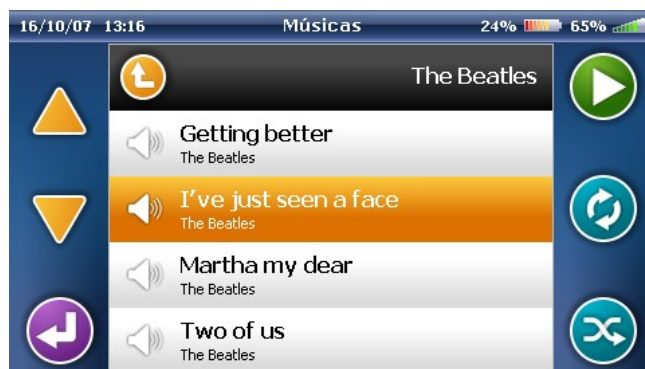 16/10/07 13:16 Músicas 24% 65%
The Beatles
Getting better
The Beatles
I've just seen a face
The Beatles
Martha my dear
The Beatles
Two of us
The Beatles